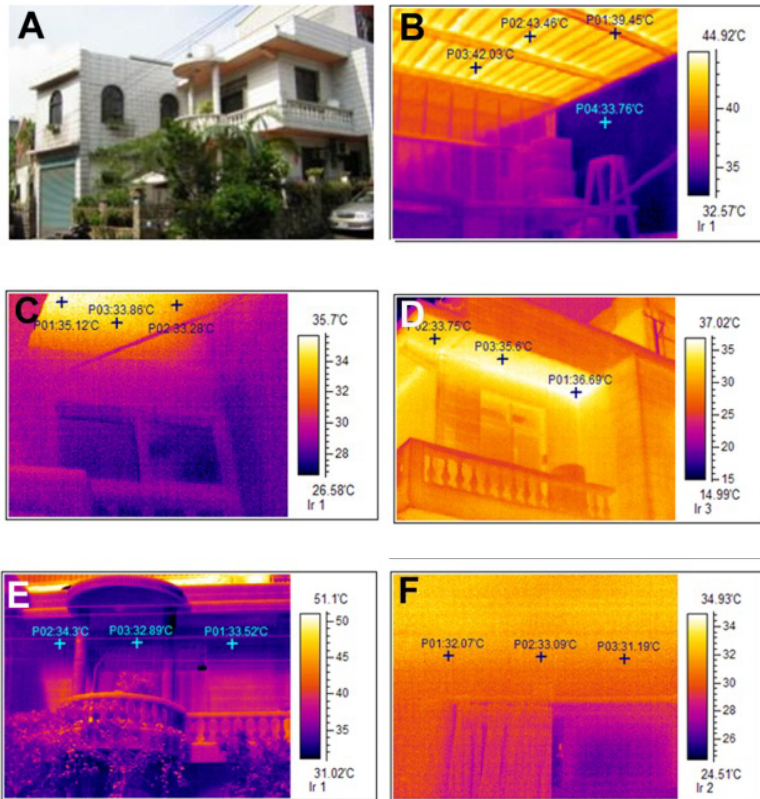 A
B
P02:43.46°C
P01:39.45°C
P03:42.03°C
P04:33.76°C
44.92°C
40
35
32.57°C
Ir 1
C
P03:33.86°C
P01:35.12°C
P02:33.28°C
35.7°C
34
32
30
28
26.58°C
Ir 1
D
P02:33.75°C
P03:35.6°C
P01:36.69°C
37.02°C
35
30
25
20
15
14.99°C
Ir 3
E
P02:34.3°C
P03:32.89°C
P01:33.52°C
51.1°C
50
45
40
35
31.02°C
Ir 1
F
P01:32.07°C
P02:33.09°C
P03:31.19°C
34.93°C
34
32
30
28
26
24.51°C
Ir 2